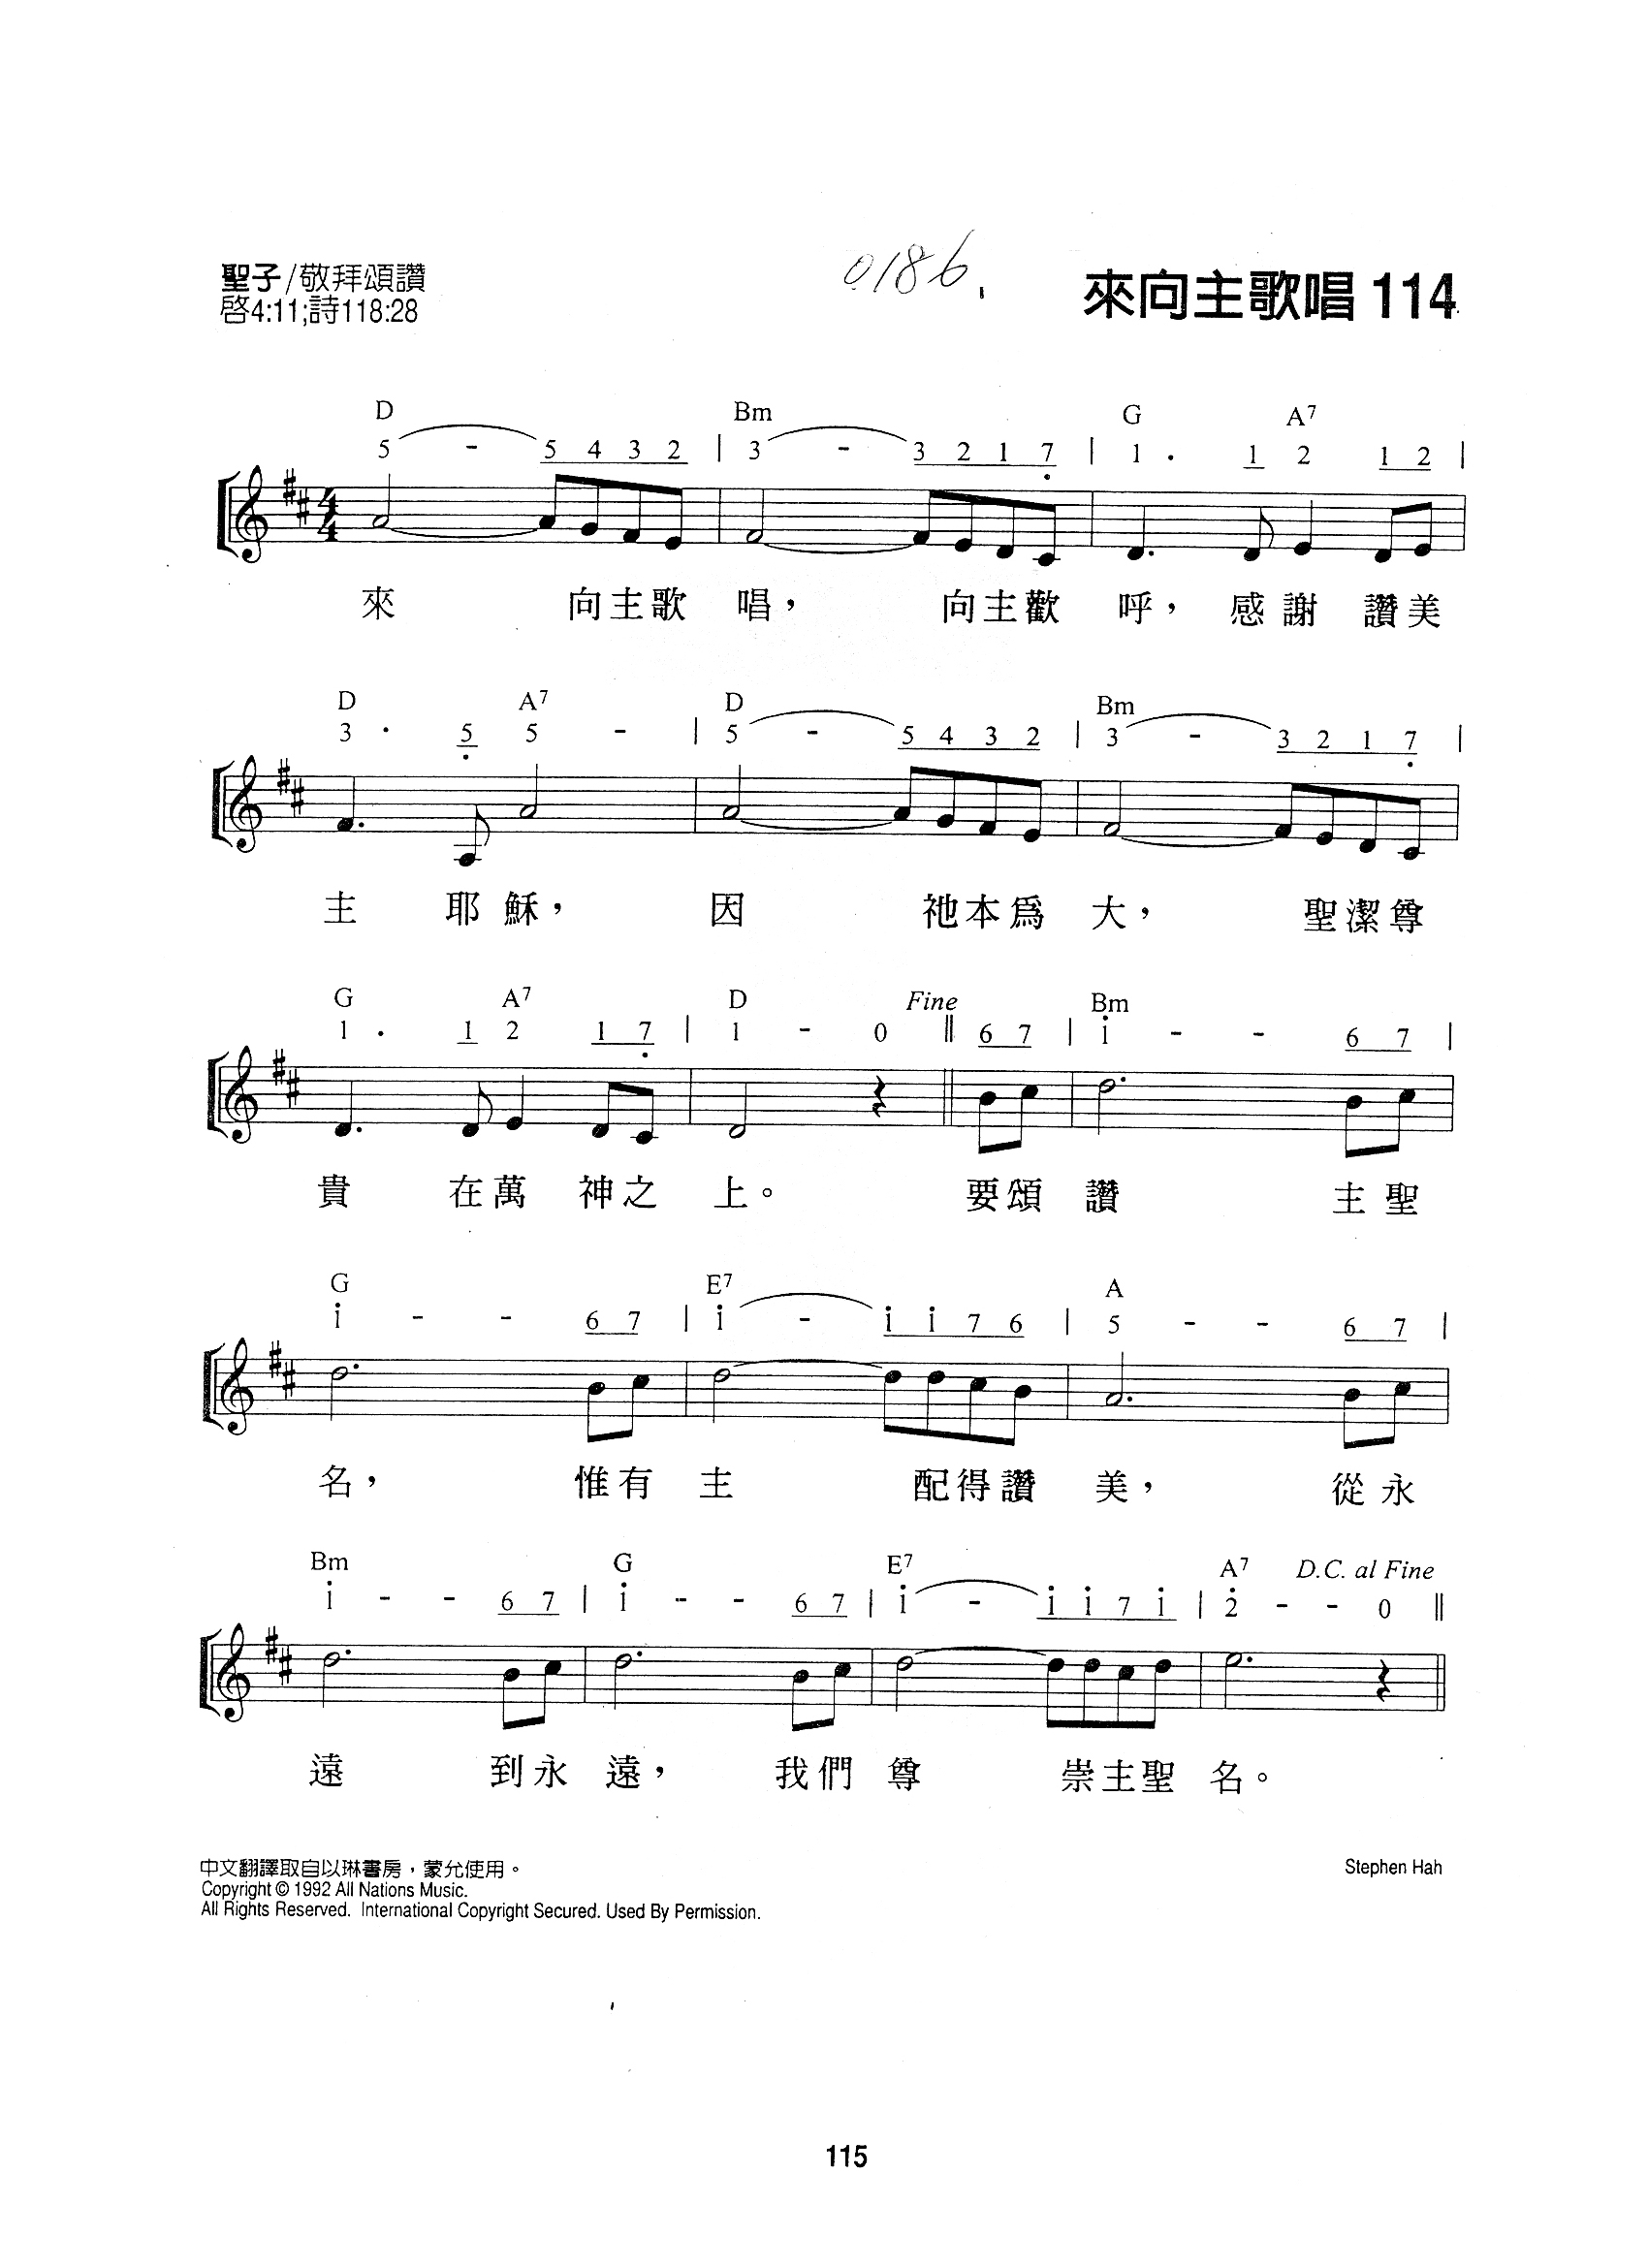 聖子/敬拜頌讚
啓4:11;詩118:28
0186.
來向主歌唱 114
D Bm G A7
5 - 5 4 3 2 | 3 - 3 2 1 7 | 1 . 1 2 1 2 |
4/4
來 向主歌 唱， 向主歡 呼，感謝 讚美
D A7 D Bm
3 . 5 5 - | 5 - 5 4 3 2 | 3 - 3 2 1 7 |
主 耶穌， 因 祂本爲 大， 聖潔尊
G A7 D Fine Bm
1 . 1 2 1 7 | 1 - 0 ‖ 6 7 | i - - 6 7 |
貴 在萬 神之 上。 要頌 讚 主聖
G E7 A
i - - 6 7 | i - i i 7 6 | 5 - - 6 7 |
名， 惟有 主 配得讚 美， 從永
Bm G E7 A7 D.C. al Fine
i - - 6 7 | i - - 6 7 | i - i i 7 i | 2̇ - - 0 ‖
遠 到永 遠， 我們 尊 崇主聖 名。
中文翻譯取自以琳書房，蒙允使用。
Stephen Hah
Copyright © 1992 All Nations Music.
All Rights Reserved. International Copyright Secured. Used By Permission.
115